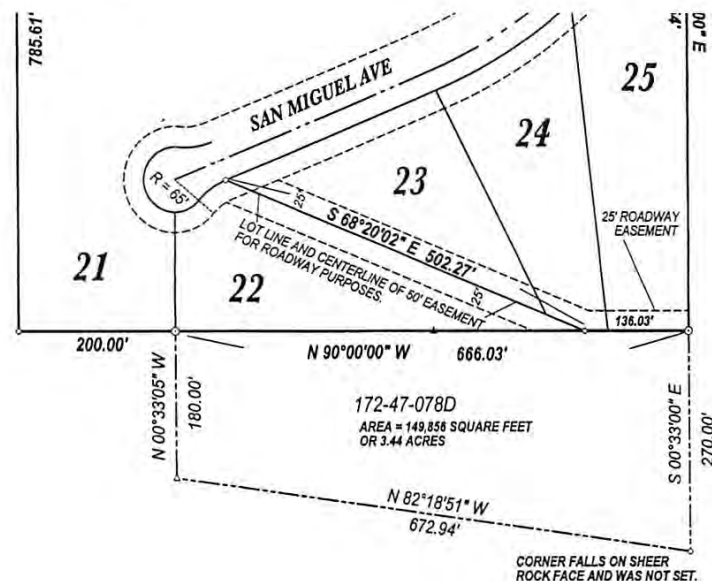 785.61'
00" E
4'
SAN MIGUEL AVE
25
24
23
R = 65'
25'
S 68°20'02" E 502.27'
25' ROADWAY
EASEMENT
LOT LINE AND CENTERLINE OF 50' EASEMENT
FOR ROADWAY PURPOSES.
21
22
25'
136.03'
200.00'
N 90°00'00" W 666.03'
N 00°33'05" W
180.00'
172-47-078D
AREA = 149,856 SQUARE FEET
OR 3.44 ACRES
S 00°33'00" E
270.00'
N 82°18'51" W
672.94'
CORNER FALLS ON SHEER
ROCK FACE AND WAS NOT SET.